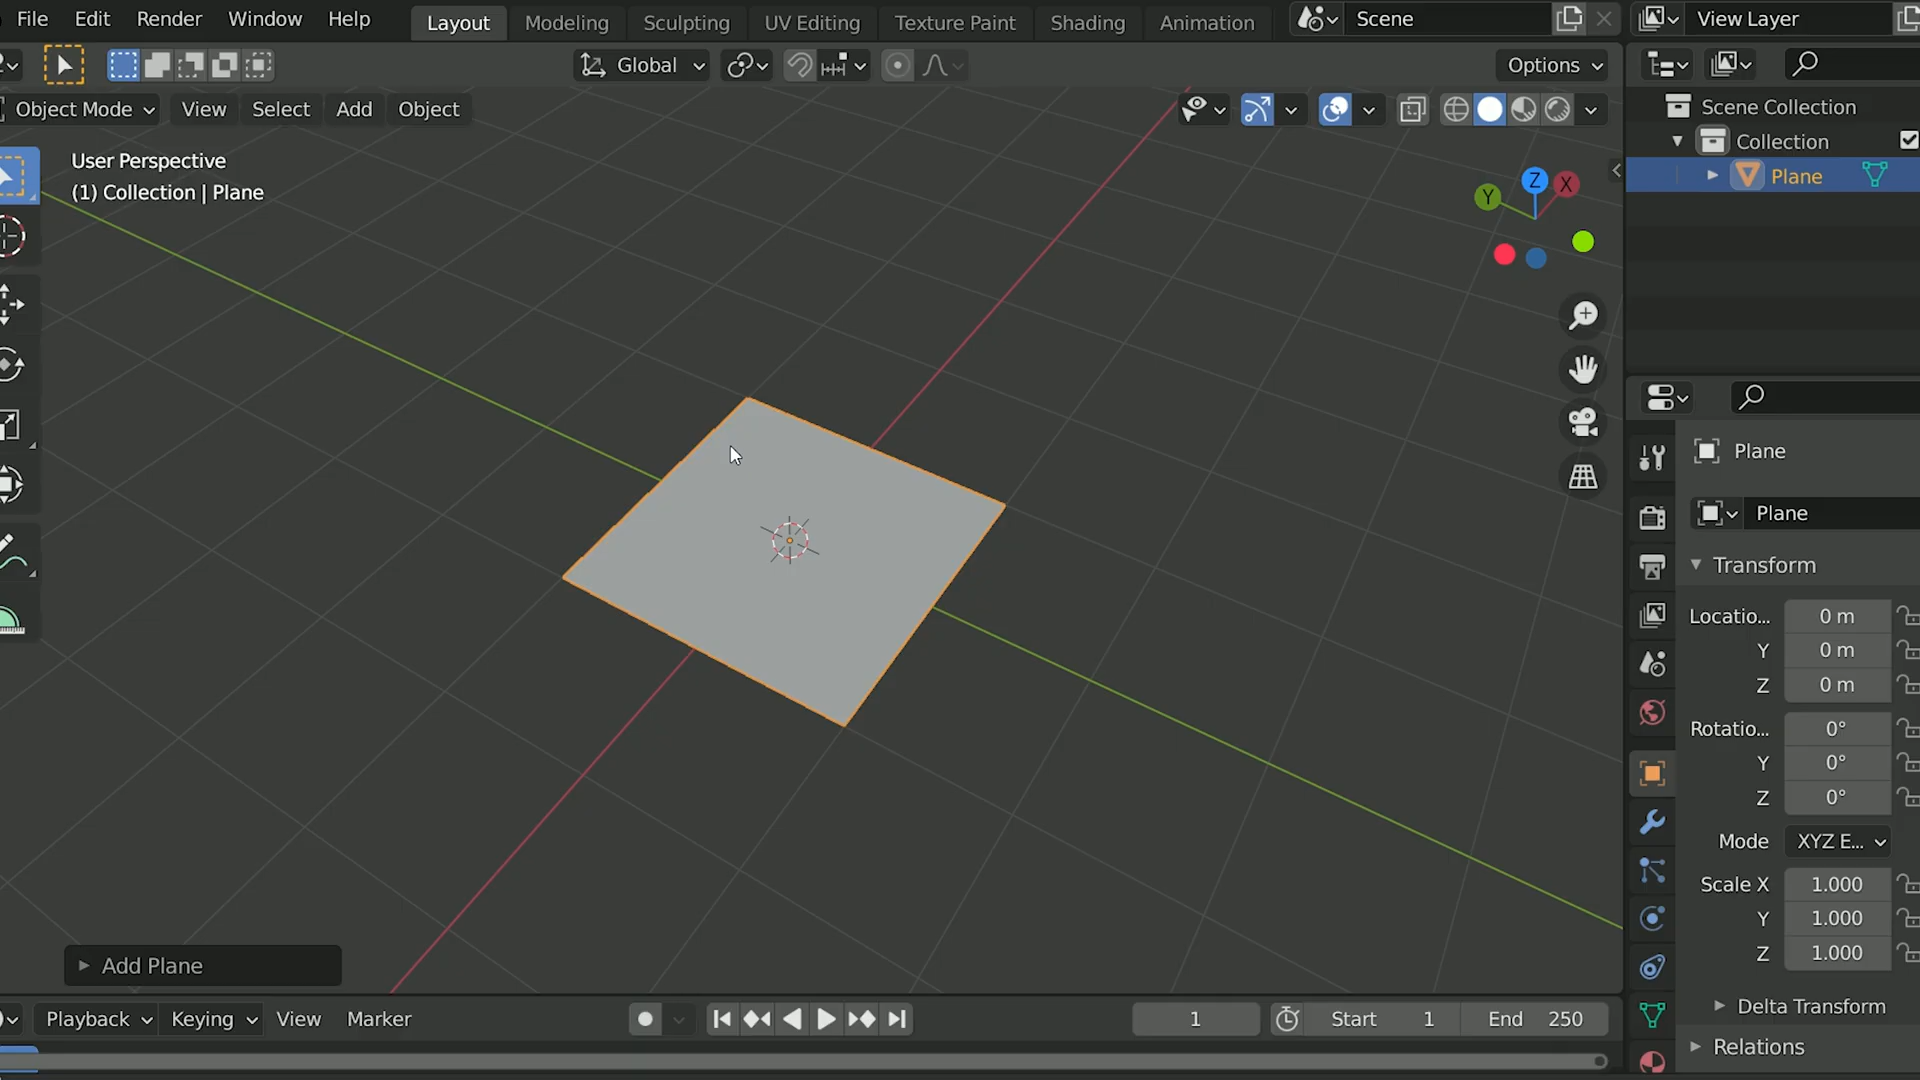 File Edit Render Window Help Layout Modeling Sculpting UV Editing Texture Paint Shading Animation Scene View Layer
Global Options
Object Mode View Select Add Object
User Perspective
(1) Collection | Plane
Z X Y
Scene Collection
Collection
Plane
Plane
Plane
Transform
Locatio... 0 m
Y 0 m
Z 0 m
Rotatio... 0°
Y 0°
Z 0°
Mode XYZ E...
Scale X 1.000
Y 1.000
Z 1.000
Delta Transform
Relations
Add Plane
Playback Keying View Marker 1 Start 1 End 250